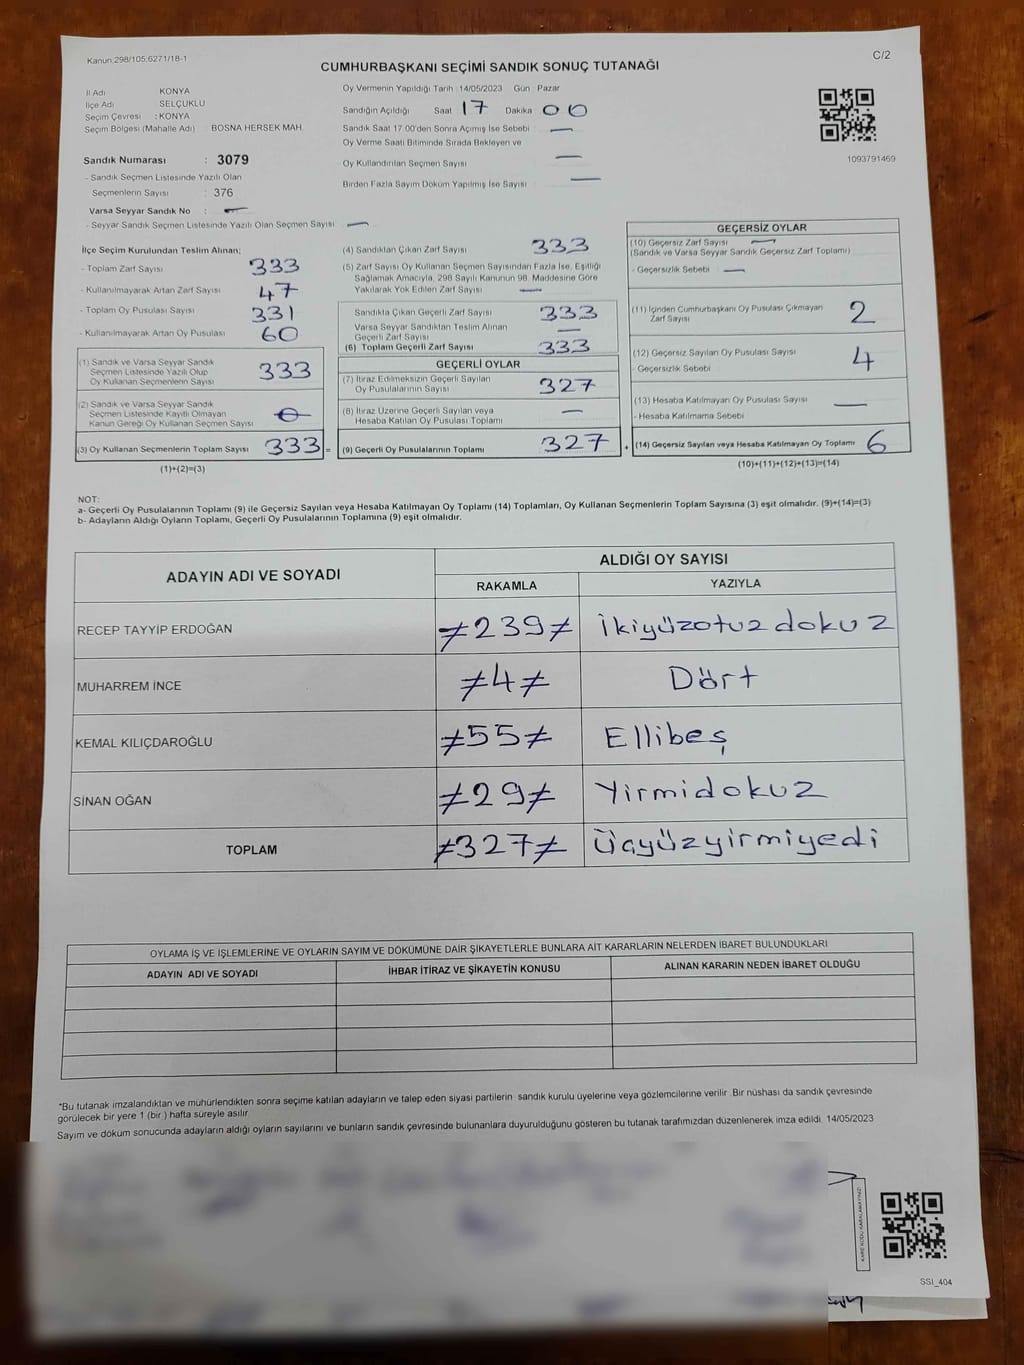 Kanun:298/105;6271/18-1
C/2
CUMHURBAŞKANI SEÇİMİ SANDIK SONUÇ TUTANAĞI
İl Adı KONYA
İlçe Adı SELÇUKLU
Seçim Çevresi : KONYA
Seçim Bölgesi (Mahalle Adı) : BOSNA HERSEK MAH.
Oy Vermenin Yapıldığı Tarih :14/05/2023 Gün : Pazar
Sandığın Açıldığı Saat 17 Dakika 00
Sandık Saat 17.00'den Sonra Açımış İse Sebebi : —
Oy Verme Saati Bitiminde Sırada Bekleyen ve
Oy Kullandırılan Seçmen Sayısı —
Birden Fazla Sayım Döküm Yapılmış İse Sayısı —
1093791469
Sandık Numarası : 3079
- Sandık Seçmen Listesinde Yazılı Olan
Seçmenlerin Sayısı : 376
Varsa Seyyar Sandık No : —
- Seyyar Sandık Seçmen Listesinde Yazılı Olan Seçmen Sayısı : —
İlçe Seçim Kurulundan Teslim Alınan;
- Toplam Zarf Sayısı 333
- Kullanılmayarak Artan Zarf Sayısı 47
- Toplam Oy Pusulası Sayısı 331
- Kullanılmayarak Artan Oy Pusulası 60
(1) Sandık ve Varsa Seyyar Sandık
Seçmen Listesinde Yazılı Olup
Oy Kullanan Seçmenlerin Sayısı 333
(2) Sandık ve Varsa Seyyar Sandık
Seçmen Listesinde Kayıtlı Olmayan
Kanun Gereği Oy Kullanan Seçmen Sayısı 0
(3) Oy Kullanan Seçmenlerin Toplam Sayısı 333 =
(1)+(2)=(3)
(4) Sandıktan Çıkan Zarf Sayısı 333
(5) Zarf Sayısı Oy Kullanan Seçmen Sayısından Fazla İse, Eşitliği
Sağlamak Amacıyla, 298 Sayılı Kanunun 98. Maddesine Göre
Yakılarak Yok Edilen Zarf Sayısı —
Sandıkta Çıkan Geçerli Zarf Sayısı 333
Varsa Seyyar Sandıktan Teslim Alınan
Geçerli Zarf Sayısı —
(6) Toplam Geçerli Zarf Sayısı 333
GEÇERLİ OYLAR
(7) İtiraz Edilmeksizin Geçerli Sayılan
Oy Pusulalarının Sayısı 327
(8) İtiraz Üzerine Geçerli Sayılan veya
Hesaba Katılan Oy Pusulası Toplamı —
(9) Geçerli Oy Pusulalarının Toplamı 327 +
GEÇERSİZ OYLAR
(10) Geçersiz Zarf Sayısı —
(Sandık ve Varsa Seyyar Sandık Geçersiz Zarf Toplamı)
- Geçersizlik Sebebi —
(11) İçinden Cumhurbaşkanı Oy Pusulası Çıkmayan
Zarf Sayısı 2
(12) Geçersiz Sayılan Oy Pusulası Sayısı 4
- Geçersizlik Sebebi
(13) Hesaba Katılmayan Oy Pusulası Sayısı —
- Hesaba Katılmama Sebebi
(14) Geçersiz Sayılan veya Hesaba Katılmayan Oy Toplamı 6
(10)+(11)+(12)+(13)=(14)
NOT:
a- Geçerli Oy Pusulalarının Toplamı (9) ile Geçersiz Sayılan veya Hesaba Katılmayan Oy Toplamı (14) Toplamları, Oy Kullanan Seçmenlerin Toplam Sayısına (3) eşit olmalıdır. (9)+(14)=(3)
b- Adayların Aldığı Oyların Toplamı, Geçerli Oy Pusulalarının Toplamına (9) eşit olmalıdır.
ADAYIN ADI VE SOYADI ALDIĞI OY SAYISI
RAKAMLA YAZIYLA
RECEP TAYYİP ERDOĞAN ≠239≠ İkiyüzotuz dokuz
MUHARREM İNCE ≠4≠ Dört
KEMAL KILIÇDAROĞLU ≠55≠ Ellibeş
SİNAN OĞAN ≠29≠ Yirmidokuz
TOPLAM ≠327≠ Üçyüzyirmiyedi
OYLAMA İŞ VE İŞLEMLERİNE VE OYLARIN SAYIM VE DÖKÜMÜNE DAİR ŞİKAYETLERLE BUNLARA AİT KARARLARIN NELERDEN İBARET BULUNDUKLARI
ADAYIN ADI VE SOYADI İHBAR İTİRAZ VE ŞİKAYETİN KONUSU ALINAN KARARIN NEDEN İBARET OLDUĞU
*Bu tutanak imzalandıktan ve mühürlendikten sonra seçime katılan adayların ve talep eden siyasi partilerin sandık kurulu üyelerine veya gözlemcilerine verilir. Bir nüshası da sandık çevresinde
görülecek bir yere 1 (bir ) hafta süreyle asılır.
Sayım ve döküm sonucunda adayların aldığı oyların sayılarını ve bunların sandık çevresinde bulunanlara duyurulduğunu gösteren bu tutanak tarafımızdan düzenlenerek imza edildi. 14/05/2023
KARE KODU KARALAMAYINIZ!
SSI_404